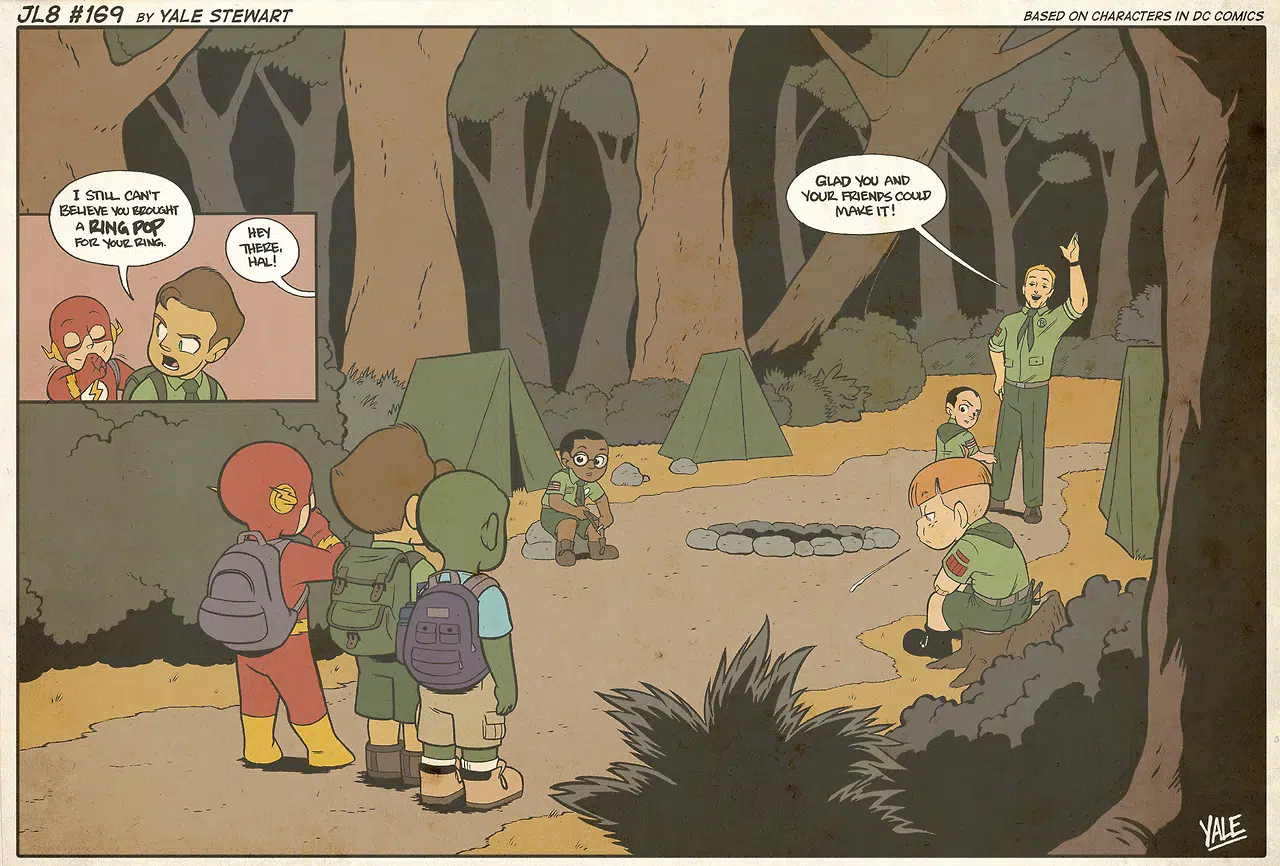 JL8 #169 BY YALE STEWART
BASED ON CHARACTERS IN DC COMICS
I STILL CAN'T
BELIEVE YOU BROUGHT
A RING POP
FOR YOUR RING.
HEY
THERE,
HAL!
GLAD YOU AND
YOUR FRIENDS COULD
MAKE IT!
YALE